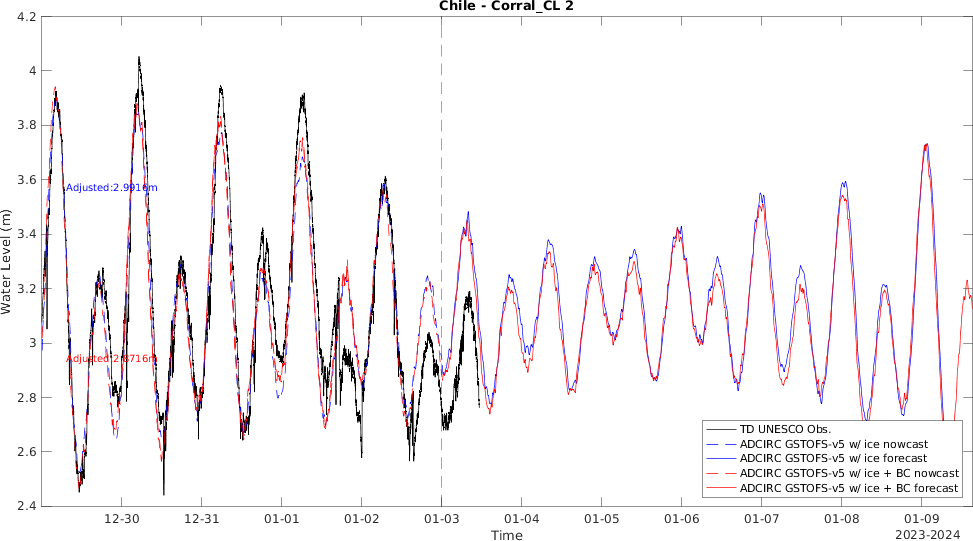 Chile - Corral_CL 2
4.2
4
3.8
3.6
3.4
3.2
3
2.8
2.6
2.4
Water Level (m)
Adjusted:2.9916m
Adjusted:2.8716m
TD UNESCO Obs.
ADCIRC GSTOFS-v5 w/ ice nowcast
ADCIRC GSTOFS-v5 w/ ice forecast
ADCIRC GSTOFS-v5 w/ ice + BC nowcast
ADCIRC GSTOFS-v5 w/ ice + BC forecast
12-30 12-31 01-01 01-02 01-03 01-04 01-05 01-06 01-07 01-08 01-09
Time
2023-2024